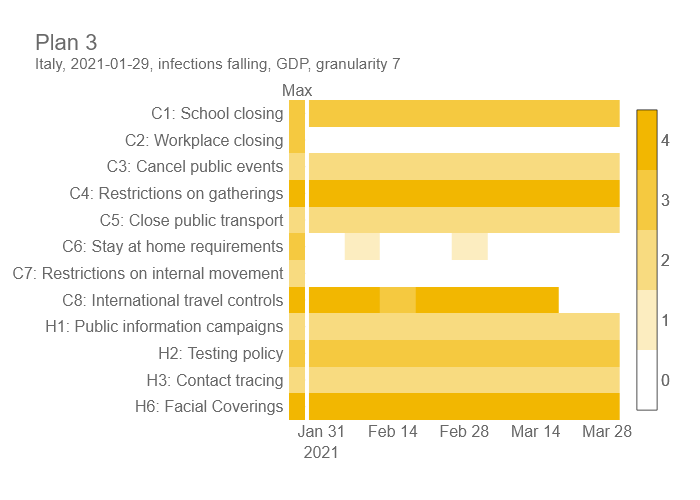 Plan 3
Italy, 2021-01-29, infections falling, GDP, granularity 7
Max
C1: School closing
C2: Workplace closing
C3: Cancel public events
C4: Restrictions on gatherings
C5: Close public transport
C6: Stay at home requirements
C7: Restrictions on internal movement
C8: International travel controls
H1: Public information campaigns
H2: Testing policy
H3: Contact tracing
H6: Facial Coverings
Jan 31 Feb 14 Feb 28 Mar 14 Mar 28
2021
4
3
2
1
0